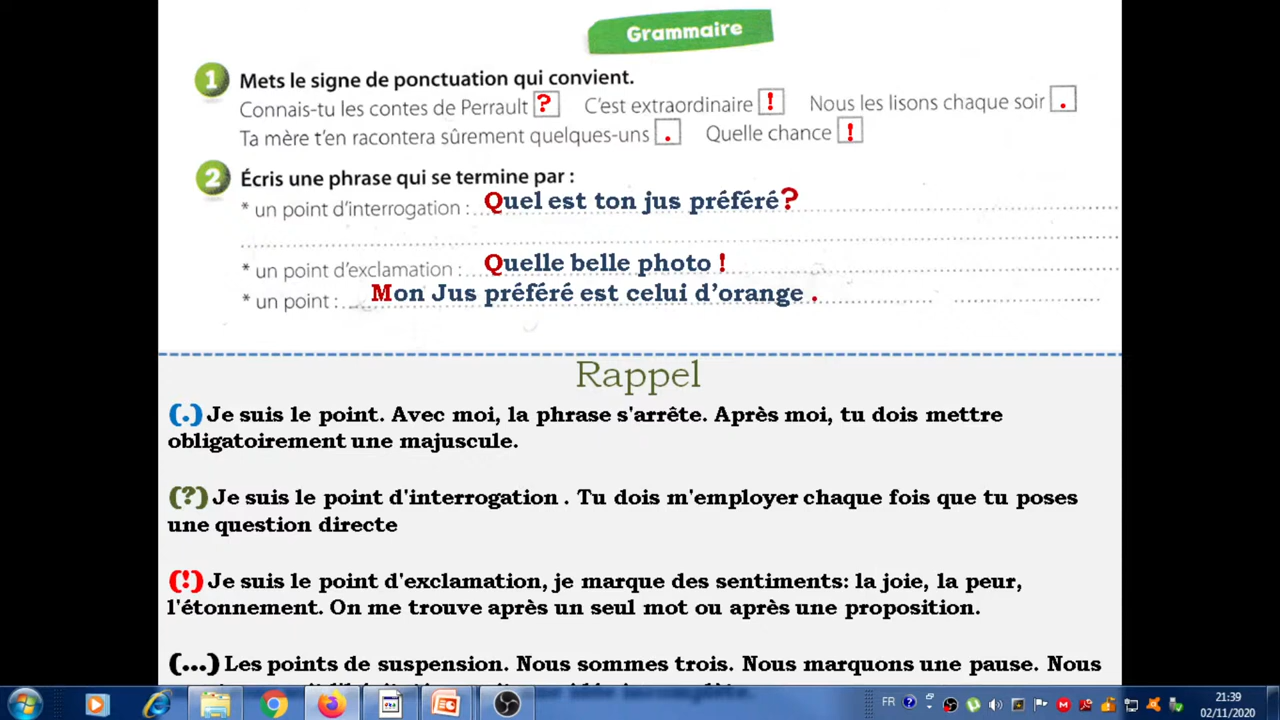 Grammaire
1 Mets le signe de ponctuation qui convient.
Connais-tu les contes de Perrault ? C'est extraordinaire ! Nous les lisons chaque soir .
Ta mère t'en racontera sûrement quelques-uns . Quelle chance !
2 Écris une phrase qui se termine par :
* un point d'interrogation : Quel est ton jus préféré?
* un point d'exclamation : Quelle belle photo !
* un point : Mon Jus préféré est celui d'orange .
Rappel
(.) Je suis le point. Avec moi, la phrase s'arrête. Après moi, tu dois mettre
obligatoirement une majuscule.
(?) Je suis le point d'interrogation . Tu dois m'employer chaque fois que tu poses
une question directe
(!) Je suis le point d'exclamation, je marque des sentiments: la joie, la peur,
l'étonnement. On me trouve après un seul mot ou après une proposition.
(...) Les points de suspension. Nous sommes trois. Nous marquons une pause. Nous
FR 21:39
02/11/2020